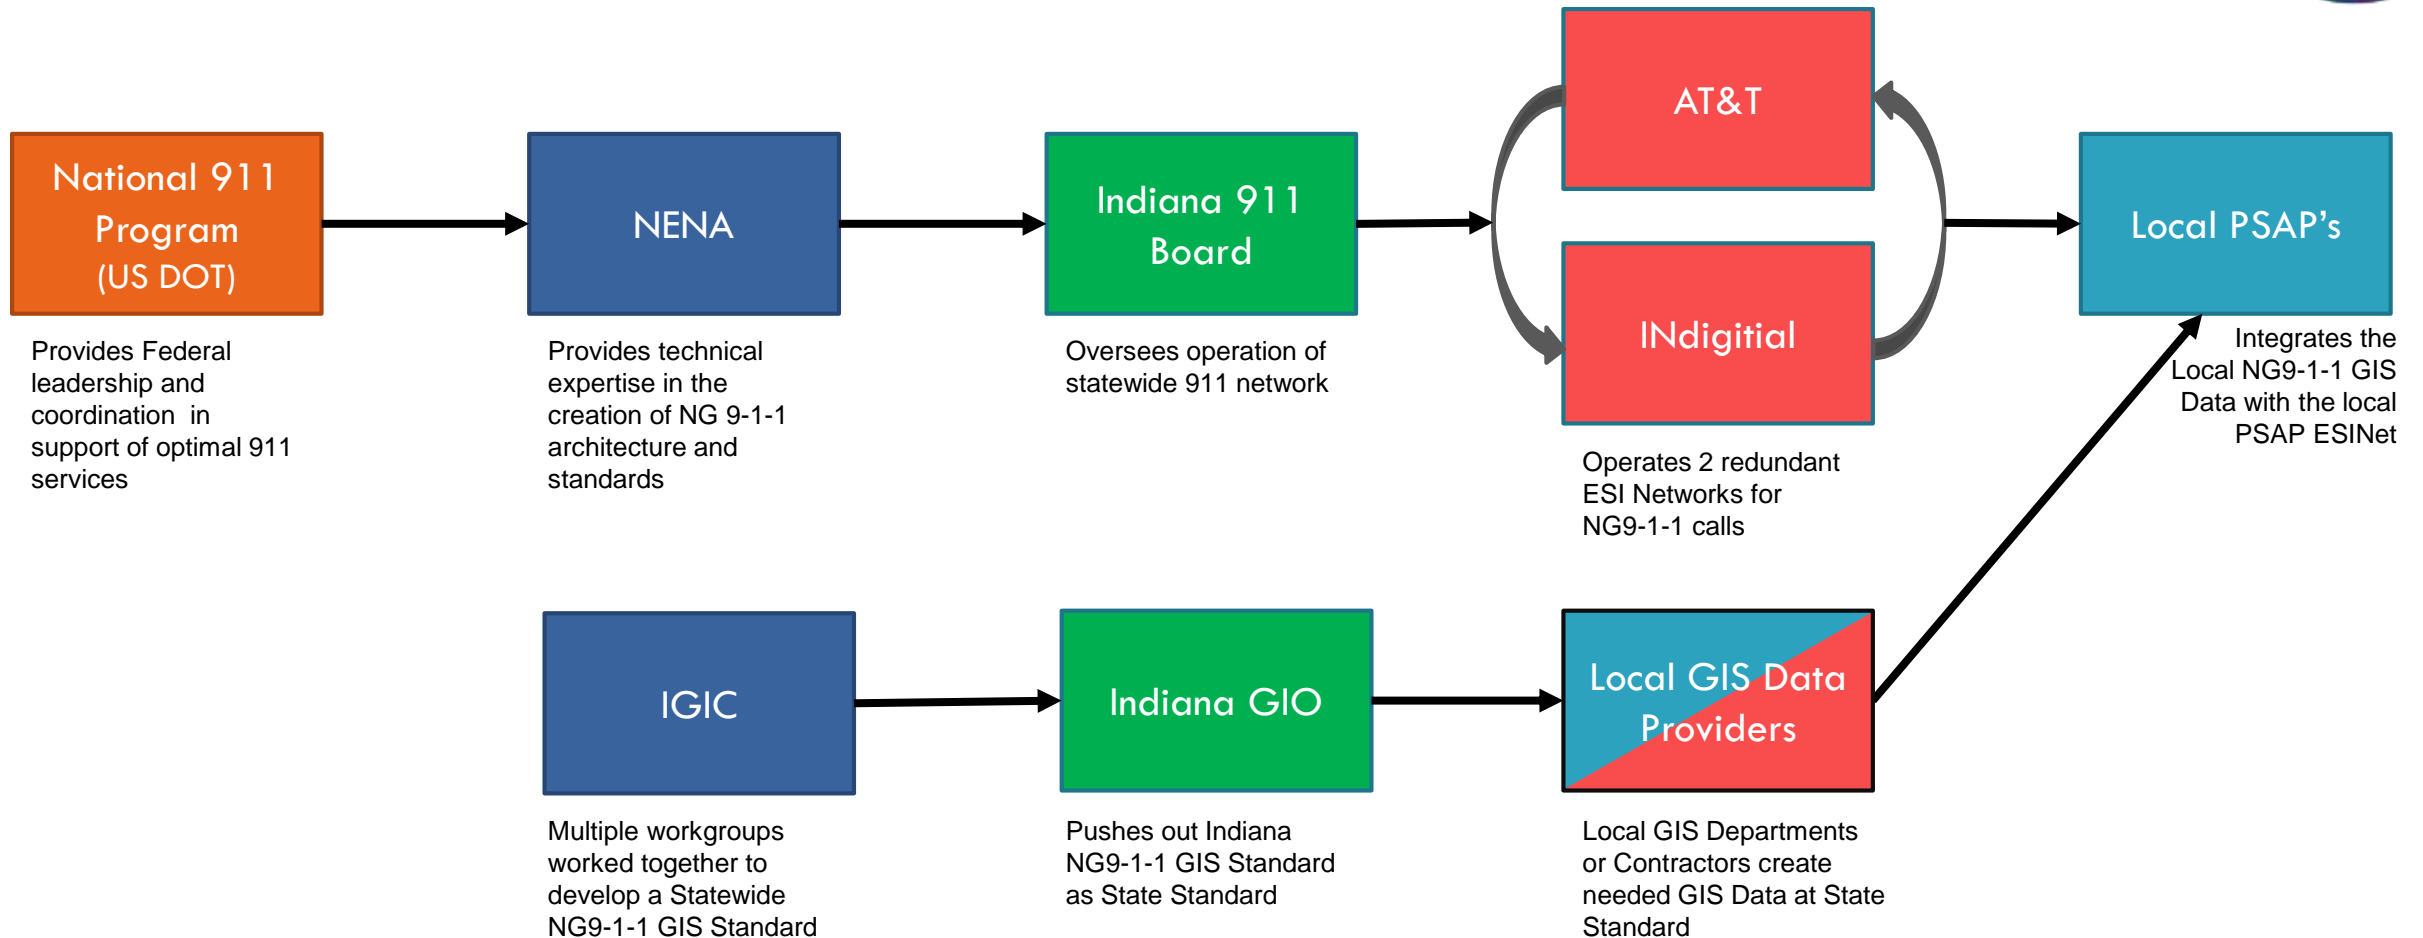 National 911
Program
(US DOT)
Provides Federal
leadership and
coordination in
support of optimal 911
services
NENA
Provides technical
expertise in the
creation of NG 9-1-1
architecture and
standards
Indiana 911
Board
Oversees operation of
statewide 911 network
AT&T
INdigitial
Operates 2 redundant
ESI Networks for
NG9-1-1 calls
Local PSAP's
Integrates the
Local NG9-1-1 GIS
Data with the local
PSAP ESINet
IGIC
Multiple workgroups
worked together to
develop a Statewide
NG9-1-1 GIS Standard
Indiana GIO
Pushes out Indiana
NG9-1-1 GIS Standard
as State Standard
Local GIS Data
Providers
Local GIS Departments
or Contractors create
needed GIS Data at State
Standard